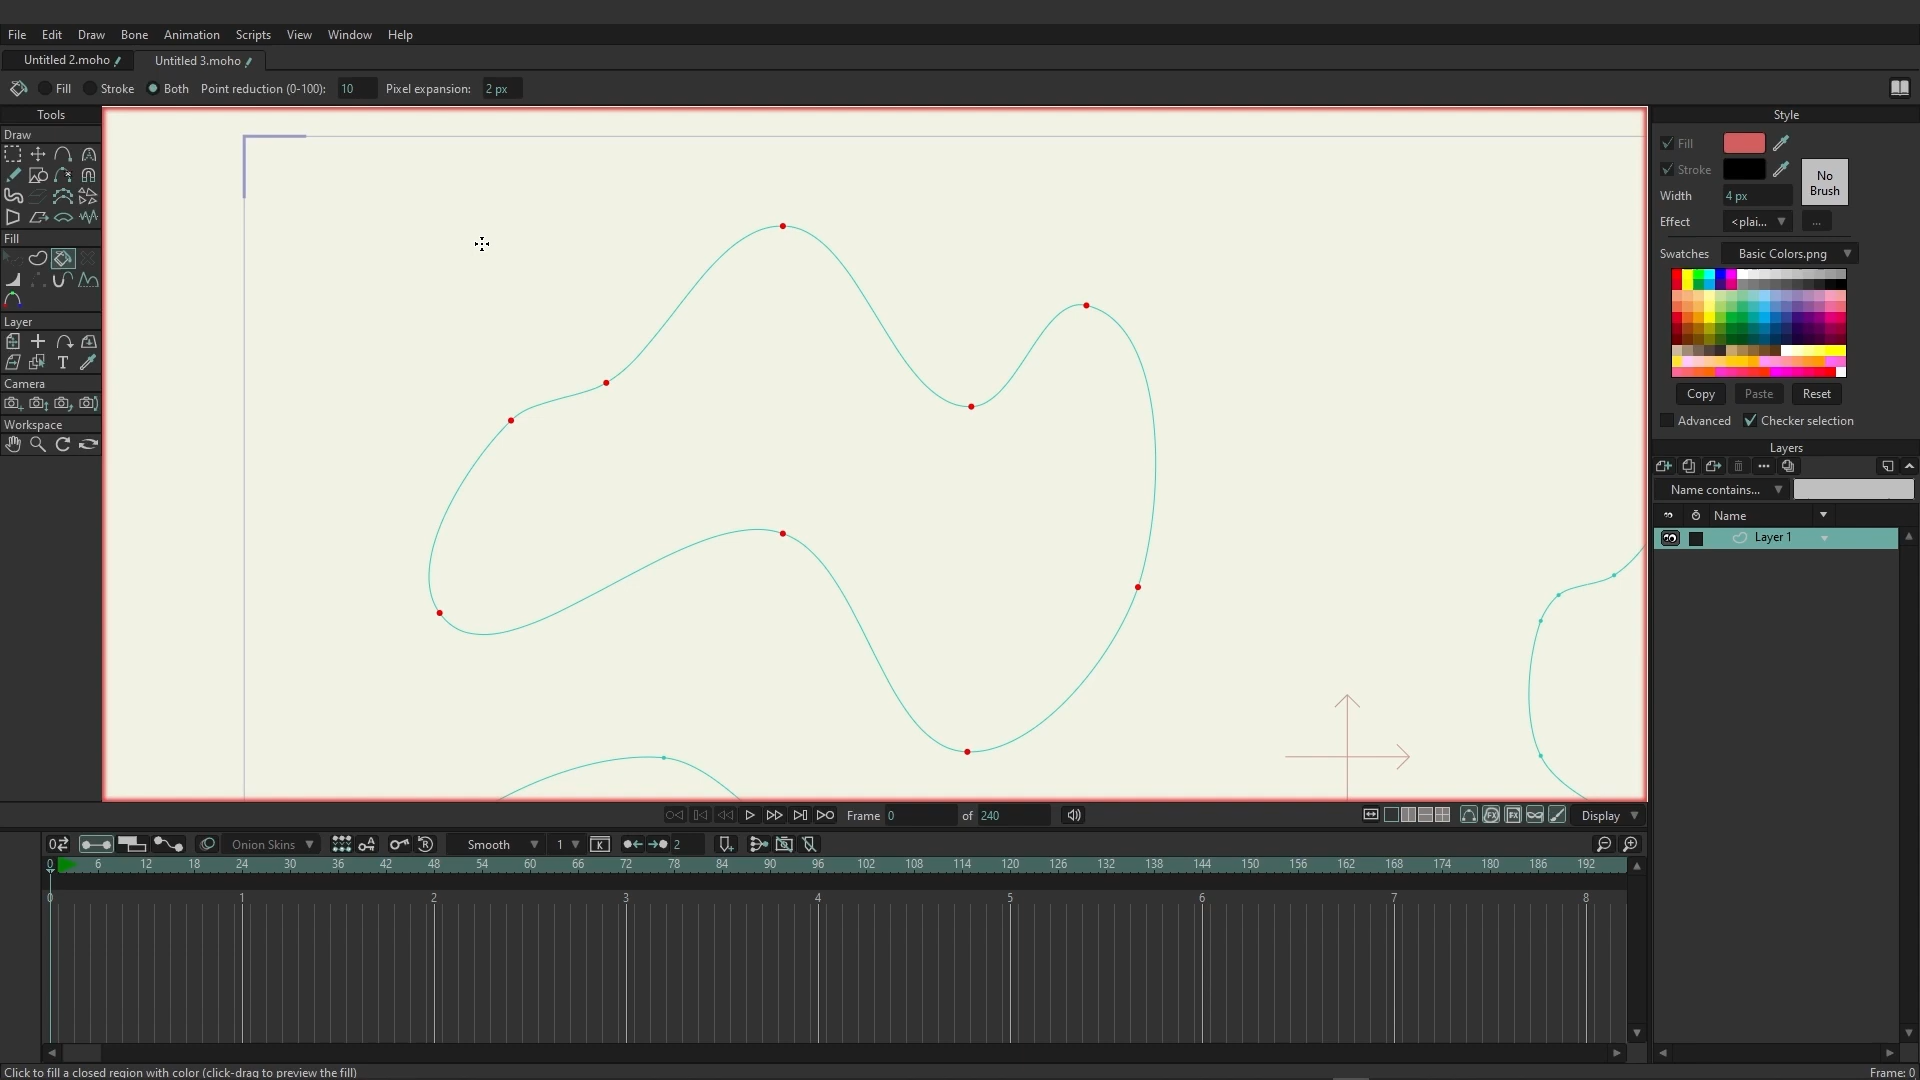 File Edit Draw Bone Animation Scripts View Window Help
Untitled 2.moho Untitled 3.moho
Fill Stroke Both Point reduction (0-100): 10 Pixel expansion: 2 px
Tools
Draw
Fill
Layer
T
Camera
Workspace
Style
Fill
Stroke
No
Brush
Width 4 px
Effect <plai... ...
Swatches Basic Colors.png
Copy Paste Reset
Advanced Checker selection
Layers
Name contains...
Name
Layer 1
Frame 0 of 240
Display
Onion Skins Smooth 1 K 2
0 6 12 18 24 30 36 42 48 54 60 66 72 78 84 90 96 102 108 114 120 126 132 138 144 150 156 162 168 174 180 186 192
0 1 2 3 4 5 6 7 8
Click to fill a closed region with color (click-drag to preview the fill)
Frame: 0